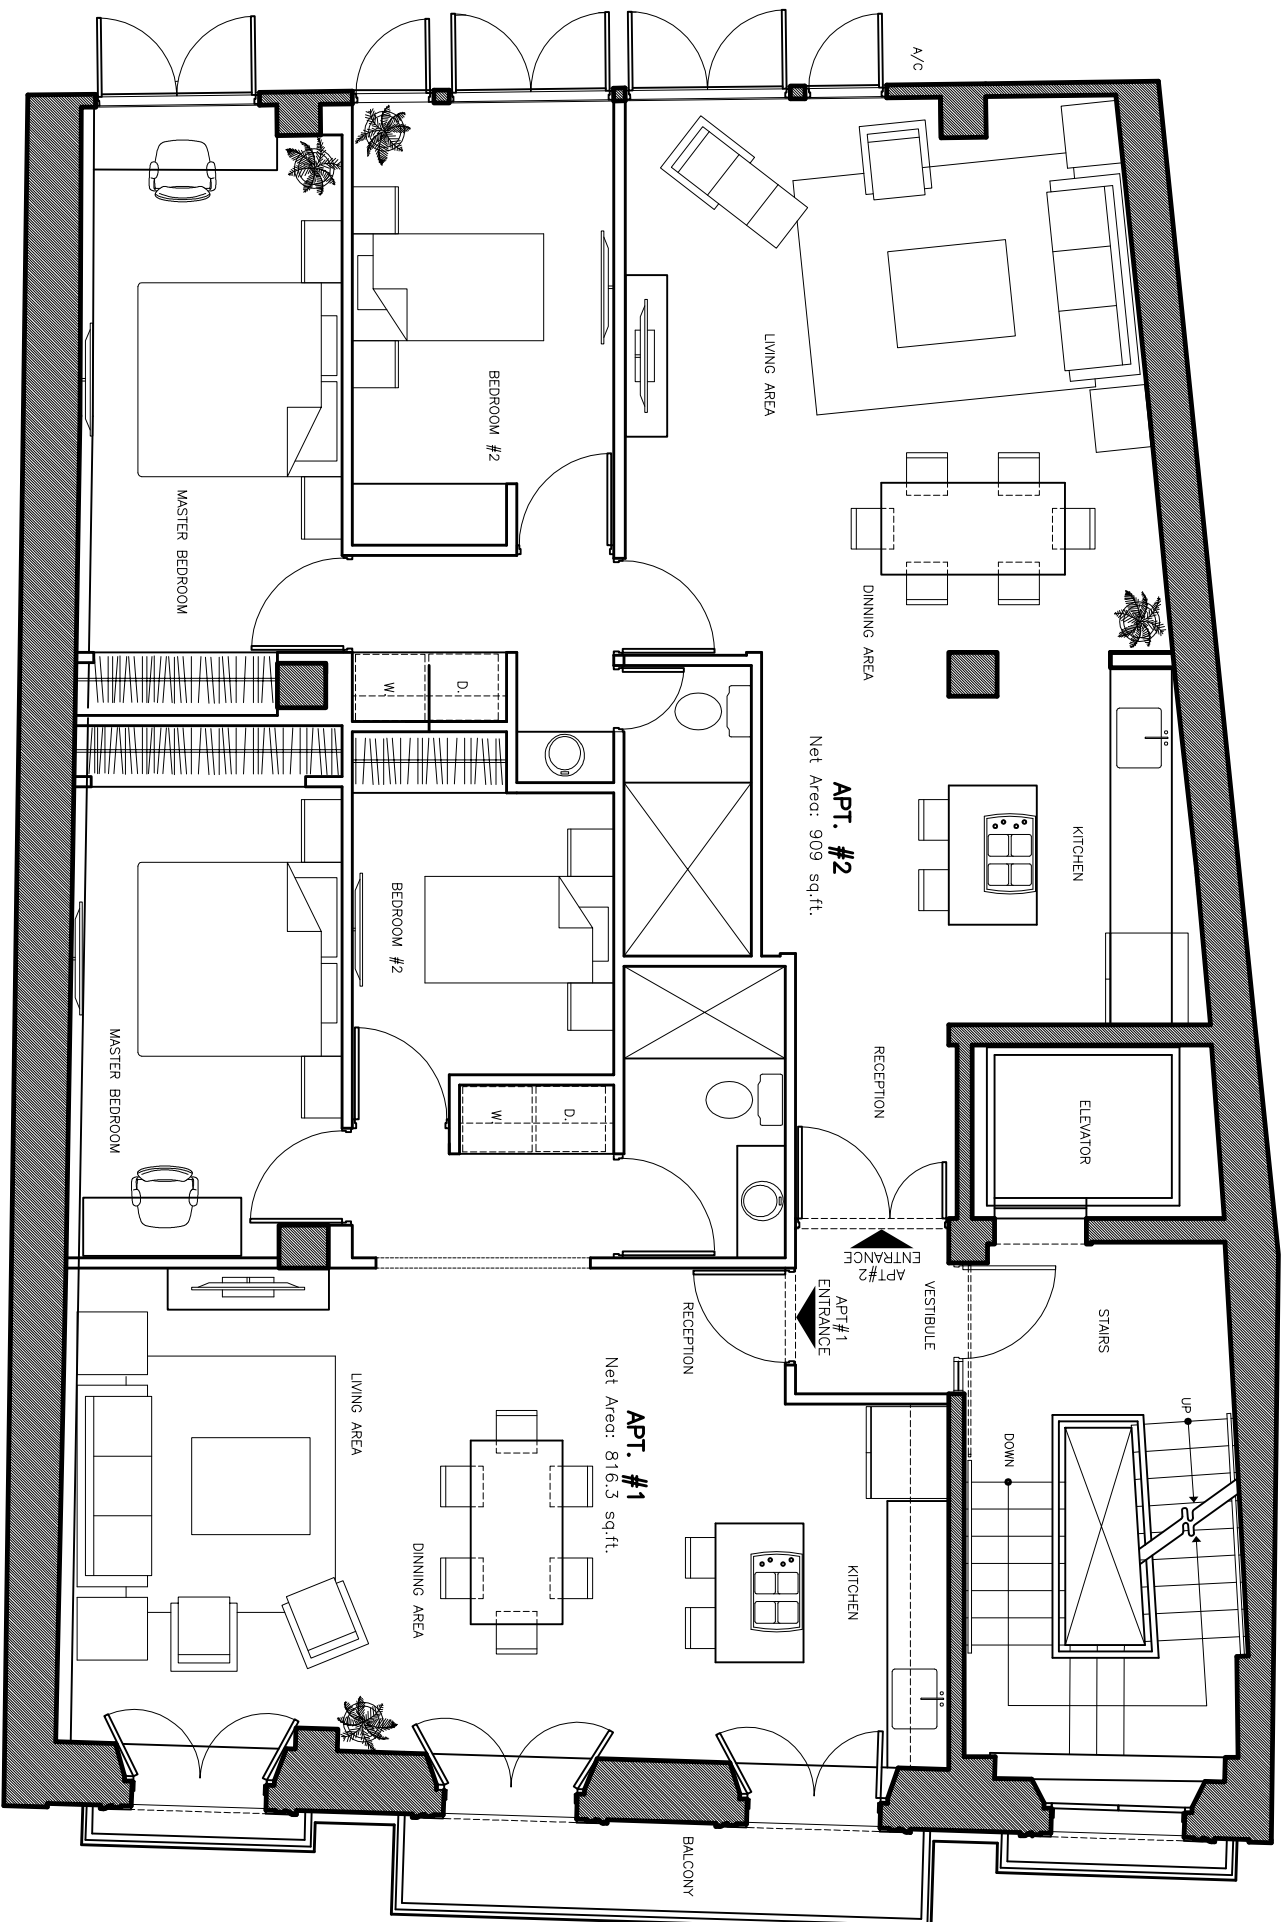 A/C
LIVING AREA
BEDROOM #2
MASTER BEDROOM
DINNING AREA
W.
D.
APT. #2
Net Area: 909 sq.ft.
KITCHEN
BEDROOM #2
MASTER BEDROOM
RECEPTION
ELEVATOR
W.
D.
APT#2
ENTRANCE
VESTIBULE
APT#1
ENTRANCE
STAIRS
RECEPTION
UP
DOWN
LIVING AREA
APT. #1
Net Area: 816.3 sq.ft.
DINNING AREA
KITCHEN
BALCONY